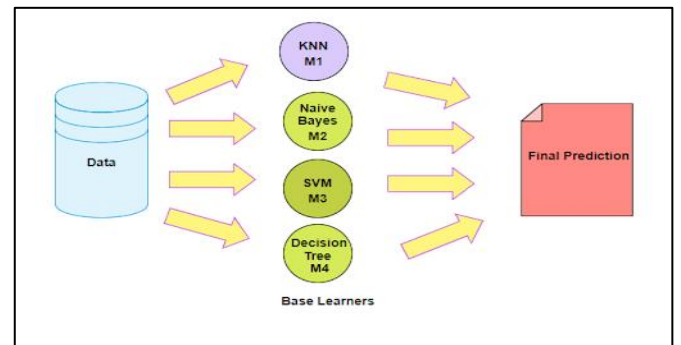 KNN
M1
Naive
Bayes
M2
Data
Final Prediction
SVM
M3
Decision
Tree
M4
Base Learners